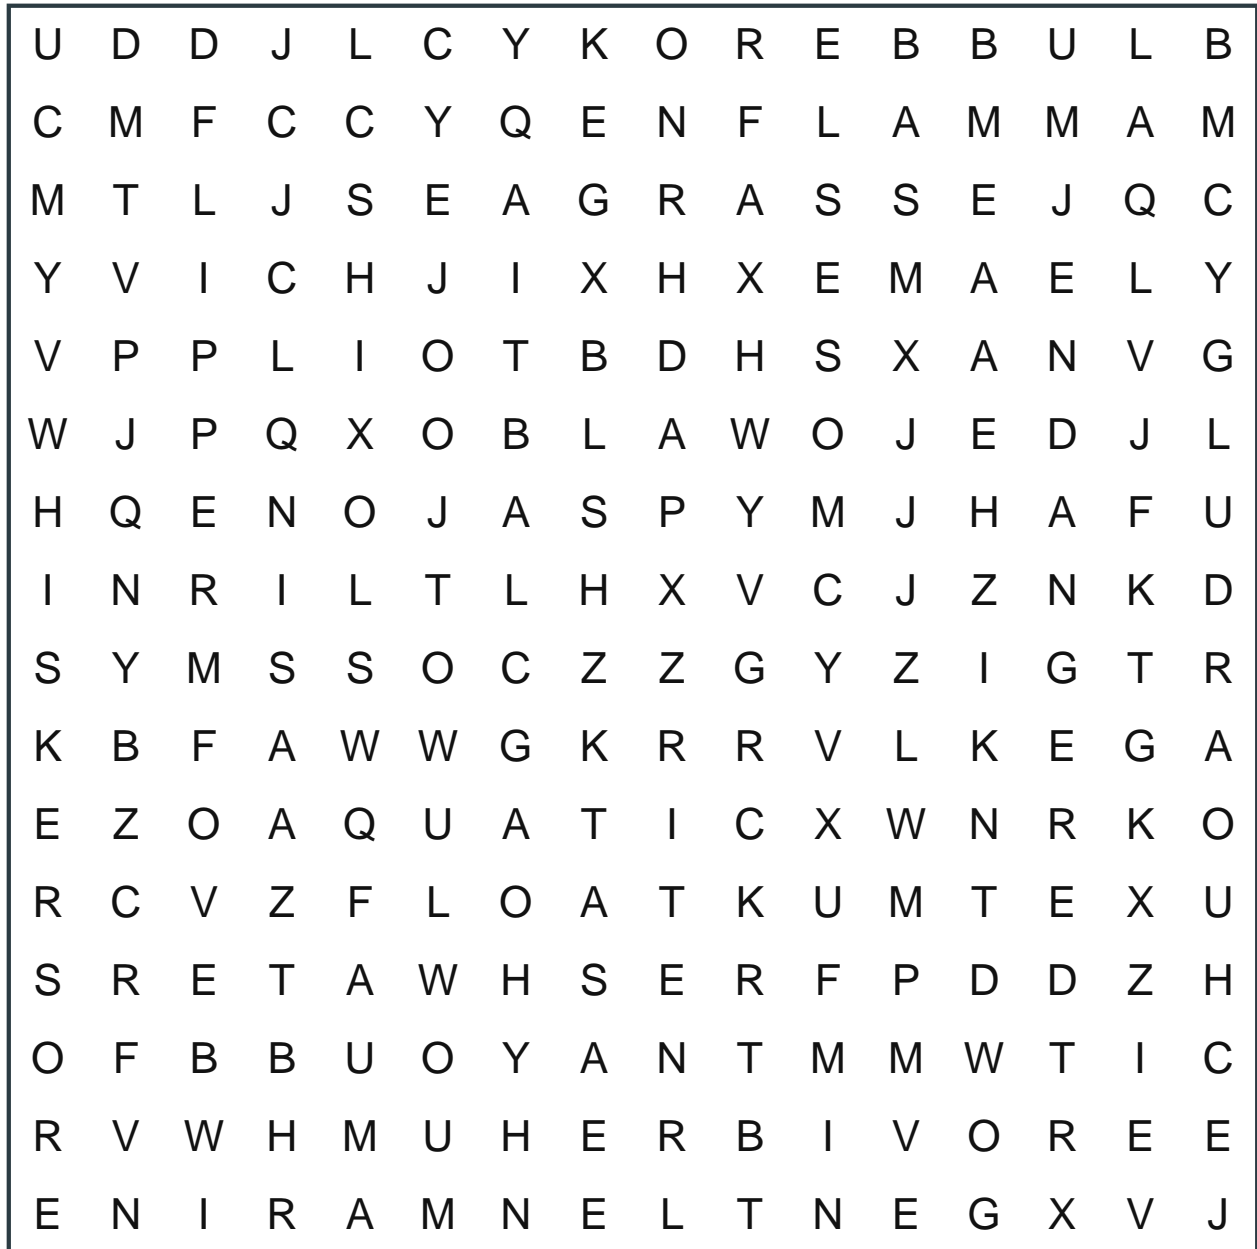 U D D J L C Y K O R E B B U L B
C M F C C Y Q E N F L A M M A M
M T L J S E A G R A S S E J Q C
Y V I C H J I X H X E M A E L Y
V P P L I O T B D H S X A N V G
W J P Q X O B L A W O J E D J L
H Q E N O J A S P Y M J H A F U
I N R I L T L H X V C J Z N K D
S Y M S S O C Z Z G Y Z I G T R
K B F A W W G K R R V L K E G A
E Z O A Q U A T I C X W N R K O
R C V Z F L O A T K U M T E X U
S R E T A W H S E R F P D D Z H
O F B B U O Y A N T M M W T I C
R V W H M U H E R B I V O R E E
E N I R A M N E L T N E G X V J